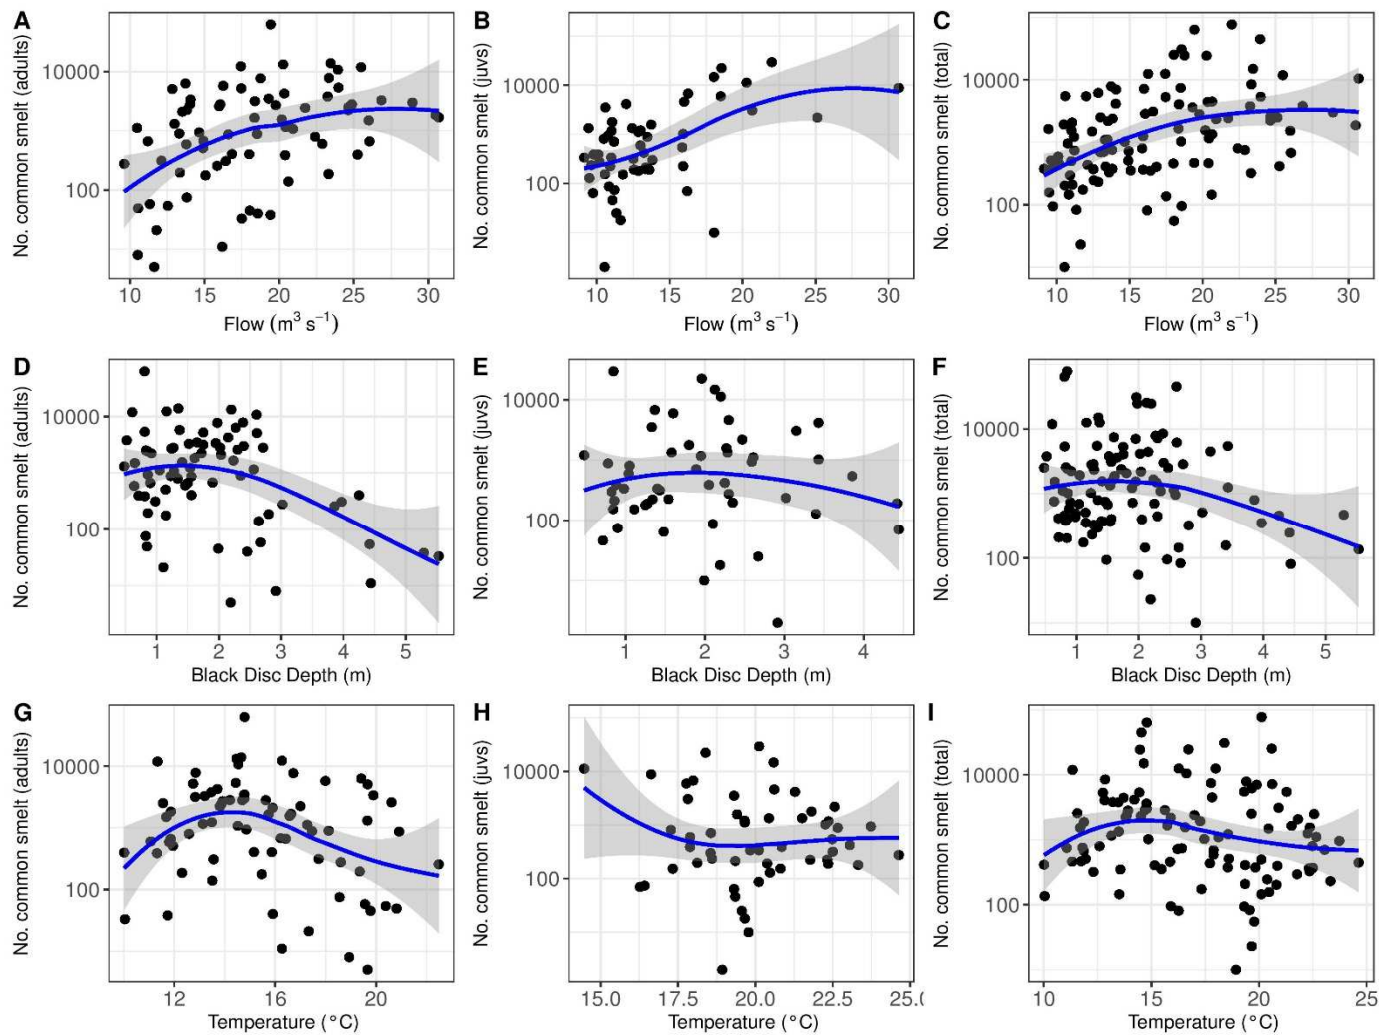 A
No. common smelt (adults)
10000
100
10 15 20 25 30
Flow (m³ s⁻¹)
B
No. common smelt (juvs)
10000
100
10 15 20 25 30
Flow (m³ s⁻¹)
C
No. common smelt (total)
10000
100
10 15 20 25 30
Flow (m³ s⁻¹)
D
No. common smelt (adults)
10000
100
1 2 3 4 5
Black Disc Depth (m)
E
No. common smelt (juvs)
10000
100
1 2 3 4
Black Disc Depth (m)
F
No. common smelt (total)
10000
100
1 2 3 4 5
Black Disc Depth (m)
G
No. common smelt (adults)
10000
100
12 16 20
Temperature (°C)
H
No. common smelt (juvs)
10000
100
15.0 17.5 20.0 22.5 25.0
Temperature (°C)
I
No. common smelt (total)
10000
100
10 15 20 25
Temperature (°C)